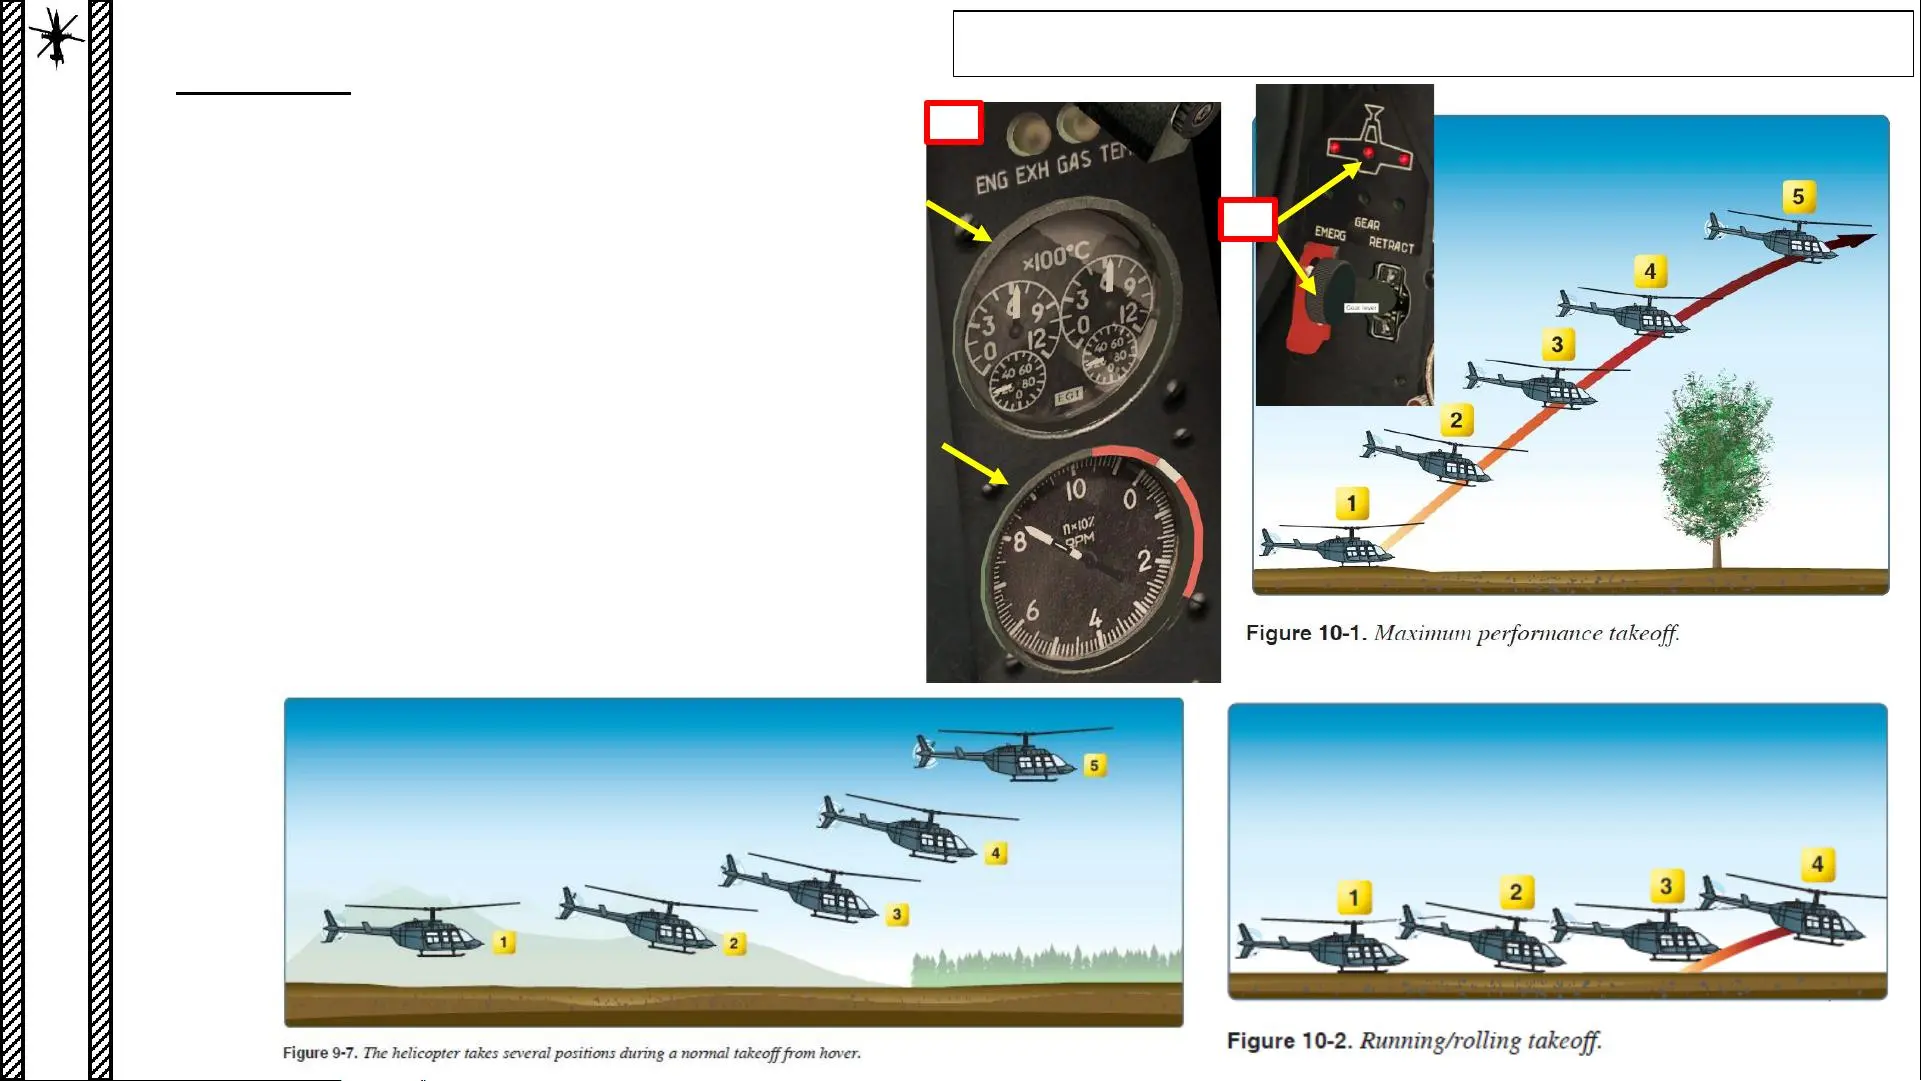 ENG EXH GAS TEM
×100°C
3 6 9 12 0
3 6 9 12 0
40 60 80 0
40 60 80 0
EGT
10 0 2 4 6 8
n×10%
RPM
GEAR
EMERG
RETRACT
Gear lever
5
4
3
2
1
Figure 10-1. Maximum performance takeoff.
1
2
3
4
5
Figure 9-7. The helicopter takes several positions during a normal takeoff from hover.
1
2
3
4
Figure 10-2. Running/rolling takeoff.